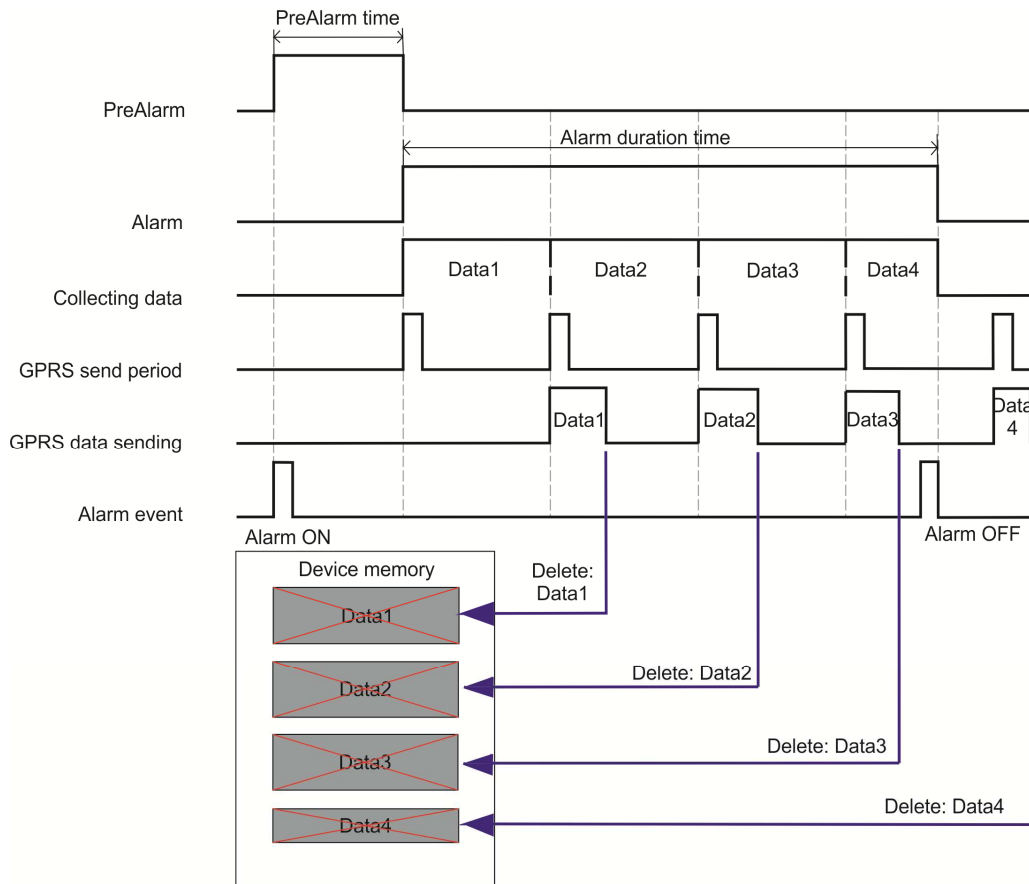 PreAlarm time
PreAlarm
Alarm duration time
Alarm
Data1
Data2
Data3
Data4
Collecting data
GPRS send period
Data1
Data2
Data3
Data
4
GPRS data sending
Alarm event
Alarm ON
Alarm OFF
Device memory
Delete:
Data1
Data1
Delete: Data2
Data2
Delete: Data3
Data3
Delete: Data4
Data4